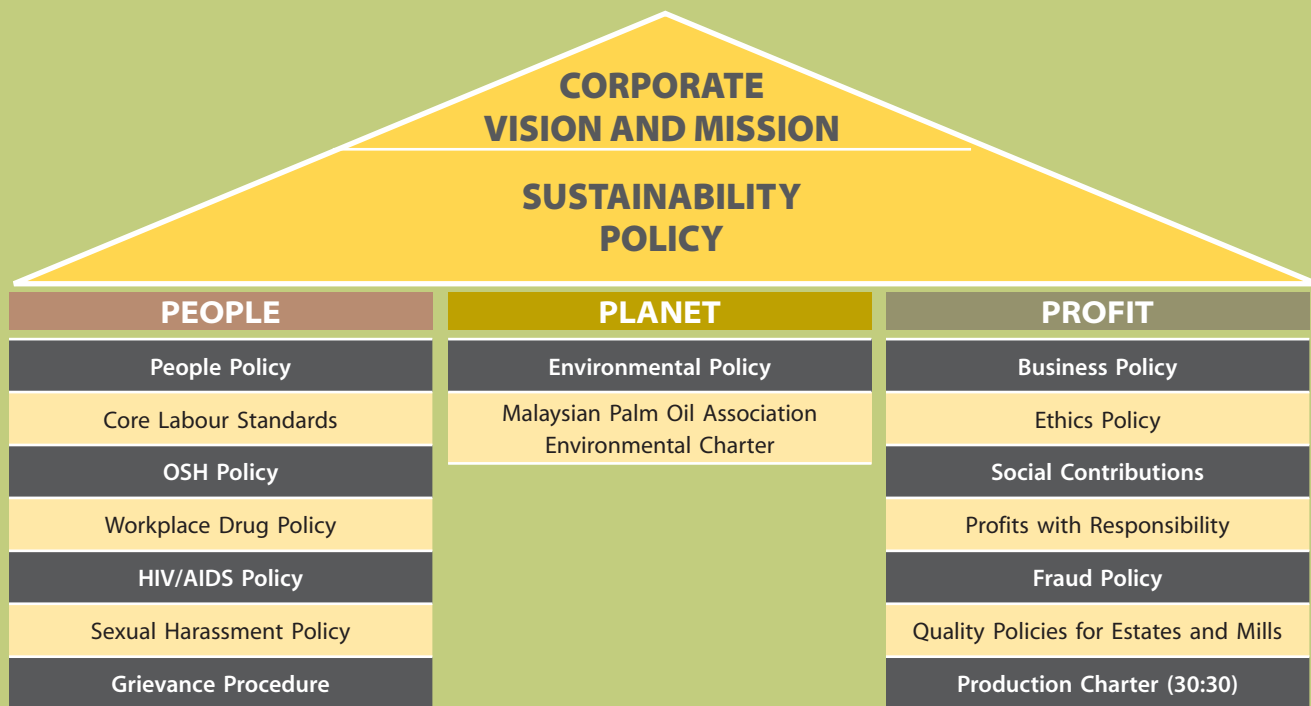 CORPORATE
VISION AND MISSION
SUSTAINABILITY
POLICY
PEOPLE
People Policy
Core Labour Standards
OSH Policy
Workplace Drug Policy
HIV/AIDS Policy
Sexual Harassment Policy
Grievance Procedure
PLANET
Environmental Policy
Malaysian Palm Oil Association
Environmental Charter
PROFIT
Business Policy
Ethics Policy
Social Contributions
Profits with Responsibility
Fraud Policy
Quality Policies for Estates and Mills
Production Charter (30:30)